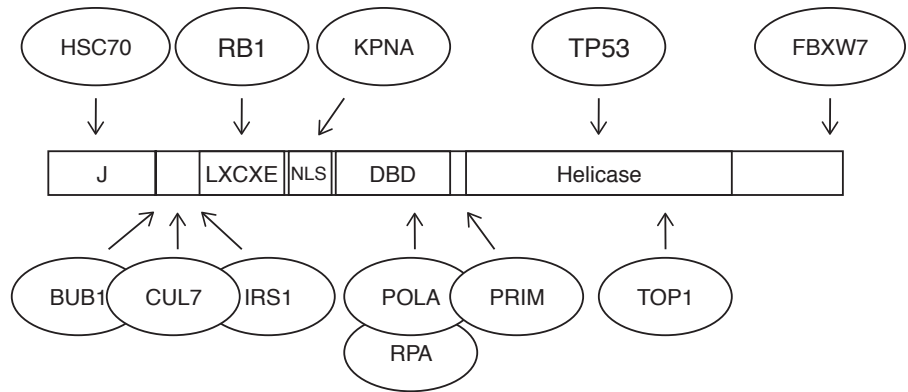 HSC70 RB1 KPNA TP53 FBXW7
J LXCXE NLS DBD Helicase
BUB1 CUL7 IRS1 POLA PRIM TOP1
RPA